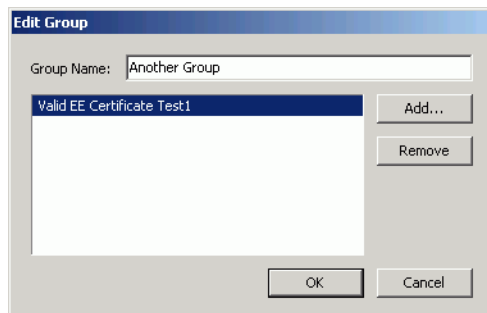 Edit Group
Group Name: Another Group
Valid EE Certificate Test1
Add...
Remove
OK Cancel